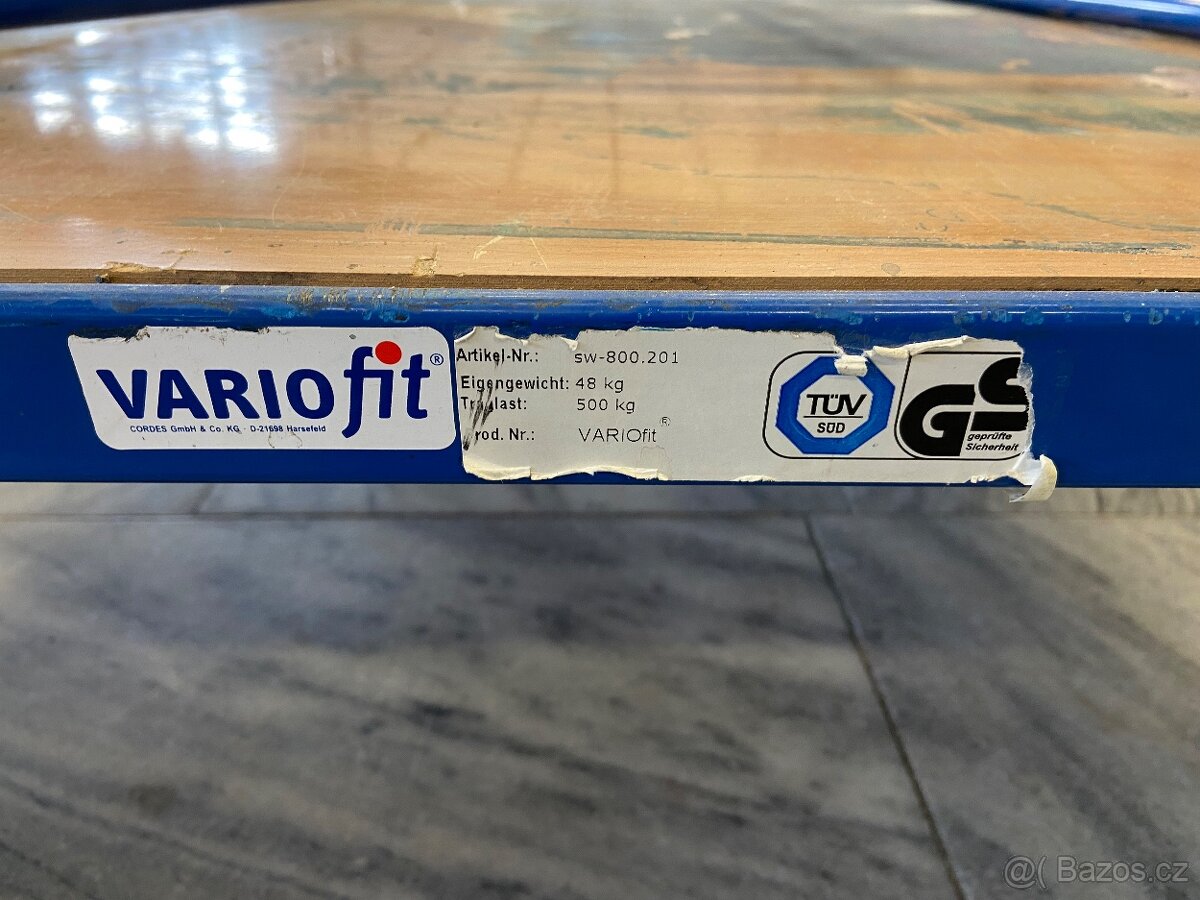 VARIOfit®
CORDES GmbH & Co. KG · D-21698 Harsefeld
Artikel-Nr.: sw-800.201
Eigengewicht: 48 kg
500 kg
Prod. Nr.: VARIOfit®
TÜV
SÜD
GS
geprüfte
Sicherheit
@( Bazos.cz